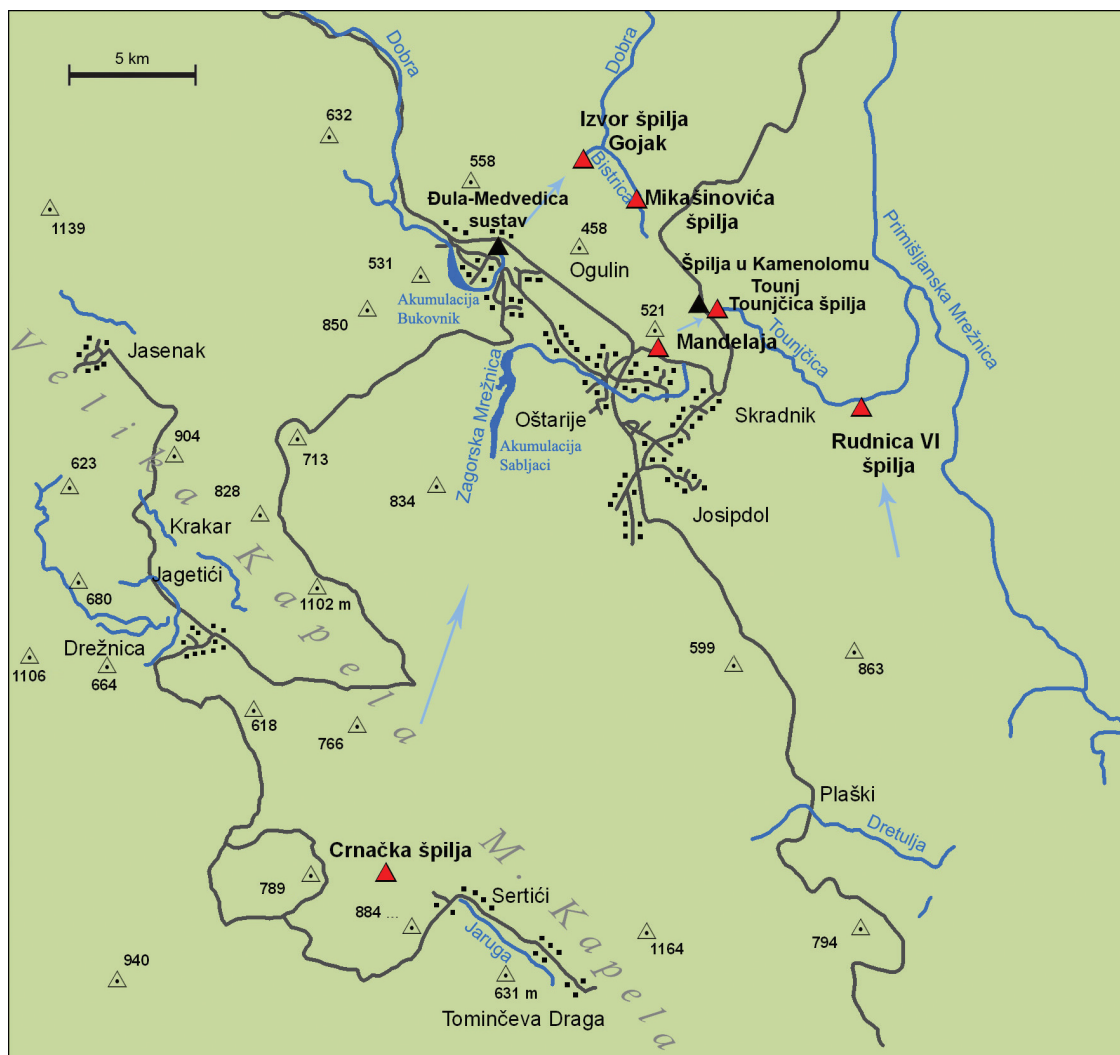 5 km
Dobra
Dobra
632
Izvor špilja
Gojak
558
Bistrica
Đula-Medvedica
sustav
Mikašinovića
špilja
1139
458
Primišljanska Mrežnica
531
Ogulin
Špilja u Kamenolomu
Tounj
Tounjčica špilja
Akumulacija
Bukovnik
850
521
Mandelaja
Tounjčica
Velika Kapela
Jasenak
Zagorska Mrežnica
Oštarije
Skradnik
904
713
Akumulacija
Sabljaci
Rudnica VI
špilja
623
834
828
Krakar
Josipdol
Jagetići
680
1102 m
Drežnica
1106
664
599
863
618
766
Plaški
Dretulja
Crnačka špilja
M. Kapela
789
Sertići
884 ...
Jaruga
1164
794
940
631 m
Tominčeva Draga